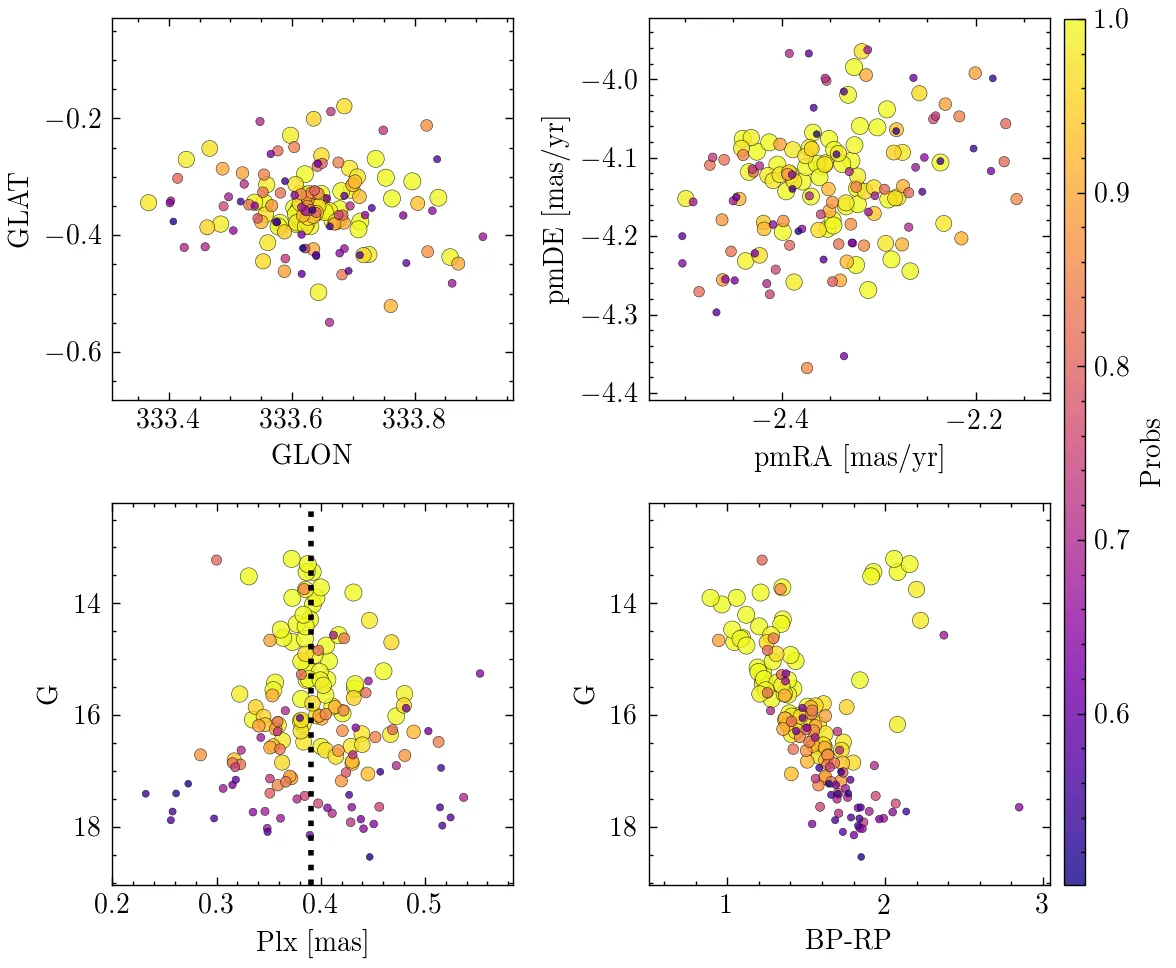 GLAT
−0.2
−0.4
−0.6
333.4 333.6 333.8
GLON
pmDE [mas/yr]
−4.0
−4.1
−4.2
−4.3
−4.4
−2.4 −2.2
pmRA [mas/yr]
1.0
0.9
0.8
0.7
0.6
Probs
G
14
16
18
0.2 0.3 0.4 0.5
Plx [mas]
G
14
16
18
1 2 3
BP-RP